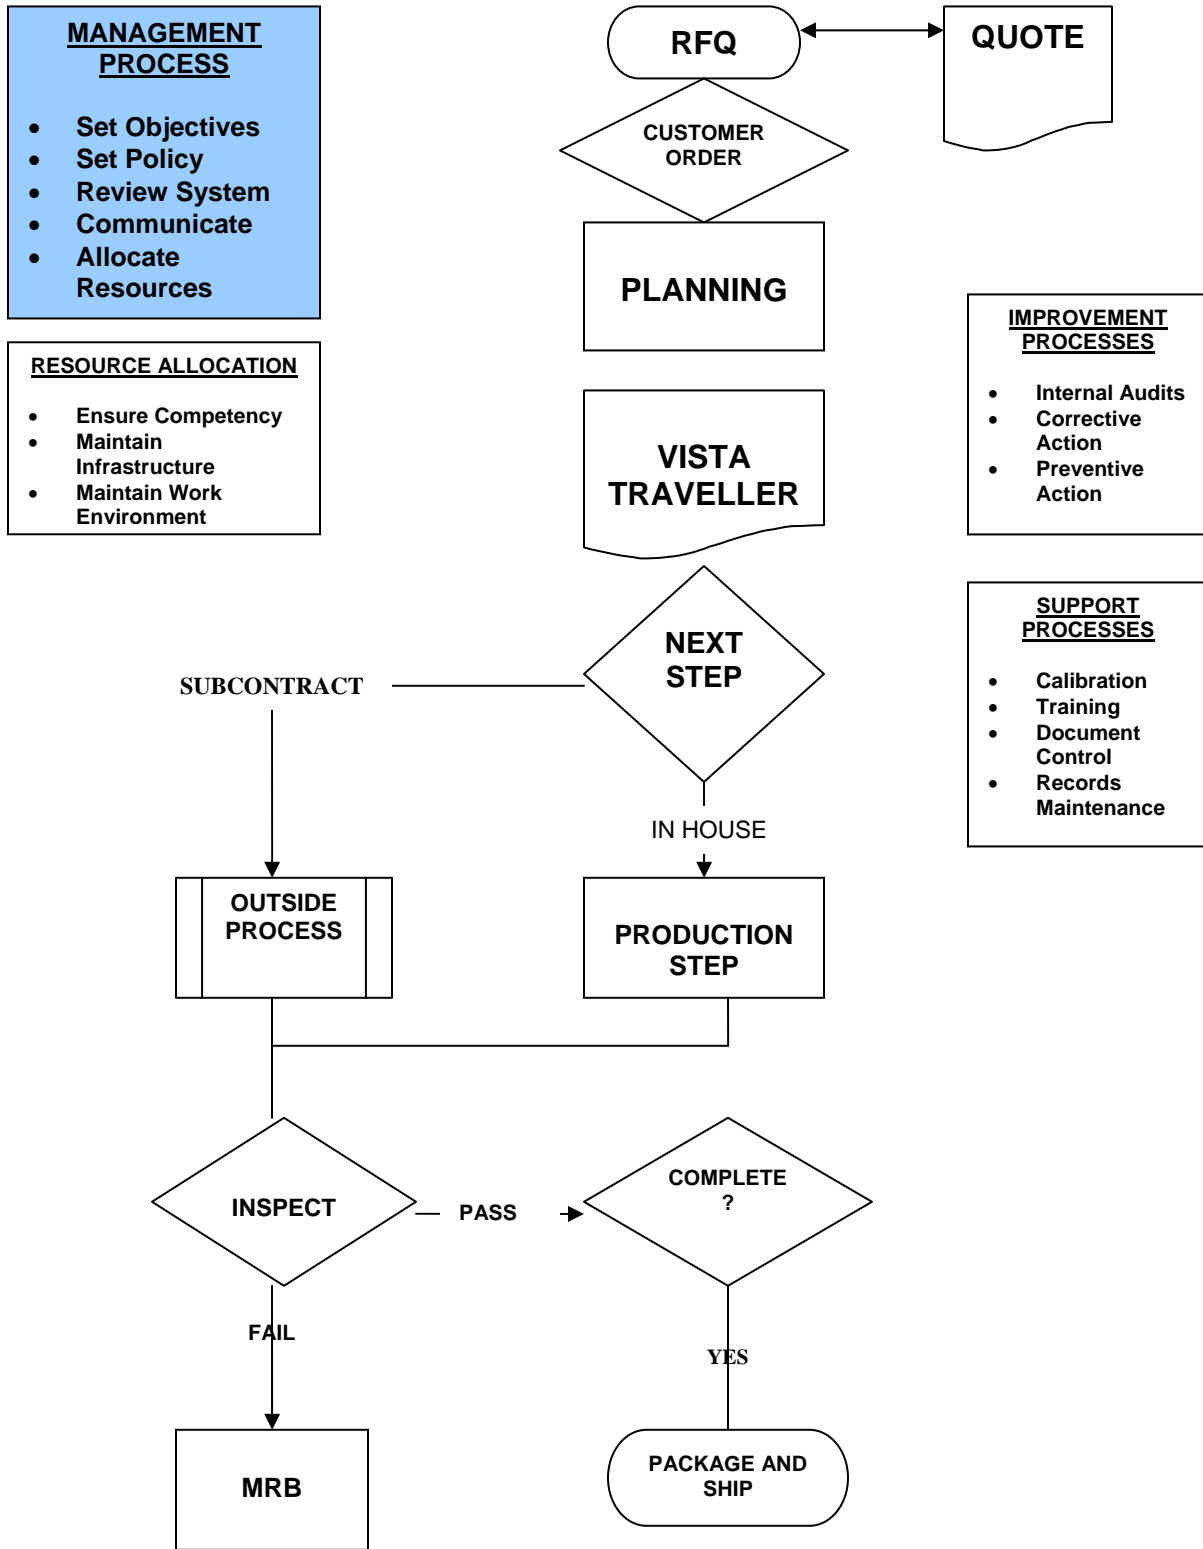 MANAGEMENT
PROCESS
• Set Objectives
• Set Policy
• Review System
• Communicate
• Allocate
Resources
RESOURCE ALLOCATION
• Ensure Competency
• Maintain
Infrastructure
• Maintain Work
Environment
RFQ
QUOTE
CUSTOMER
ORDER
PLANNING
VISTA
TRAVELLER
IMPROVEMENT
PROCESSES
• Internal Audits
• Corrective
Action
• Preventive
Action
SUPPORT
PROCESSES
• Calibration
• Training
• Document
Control
• Records
Maintenance
NEXT
STEP
SUBCONTRACT
IN HOUSE
OUTSIDE
PROCESS
PRODUCTION
STEP
INSPECT
PASS
COMPLETE
?
FAIL
YES
MRB
PACKAGE AND
SHIP